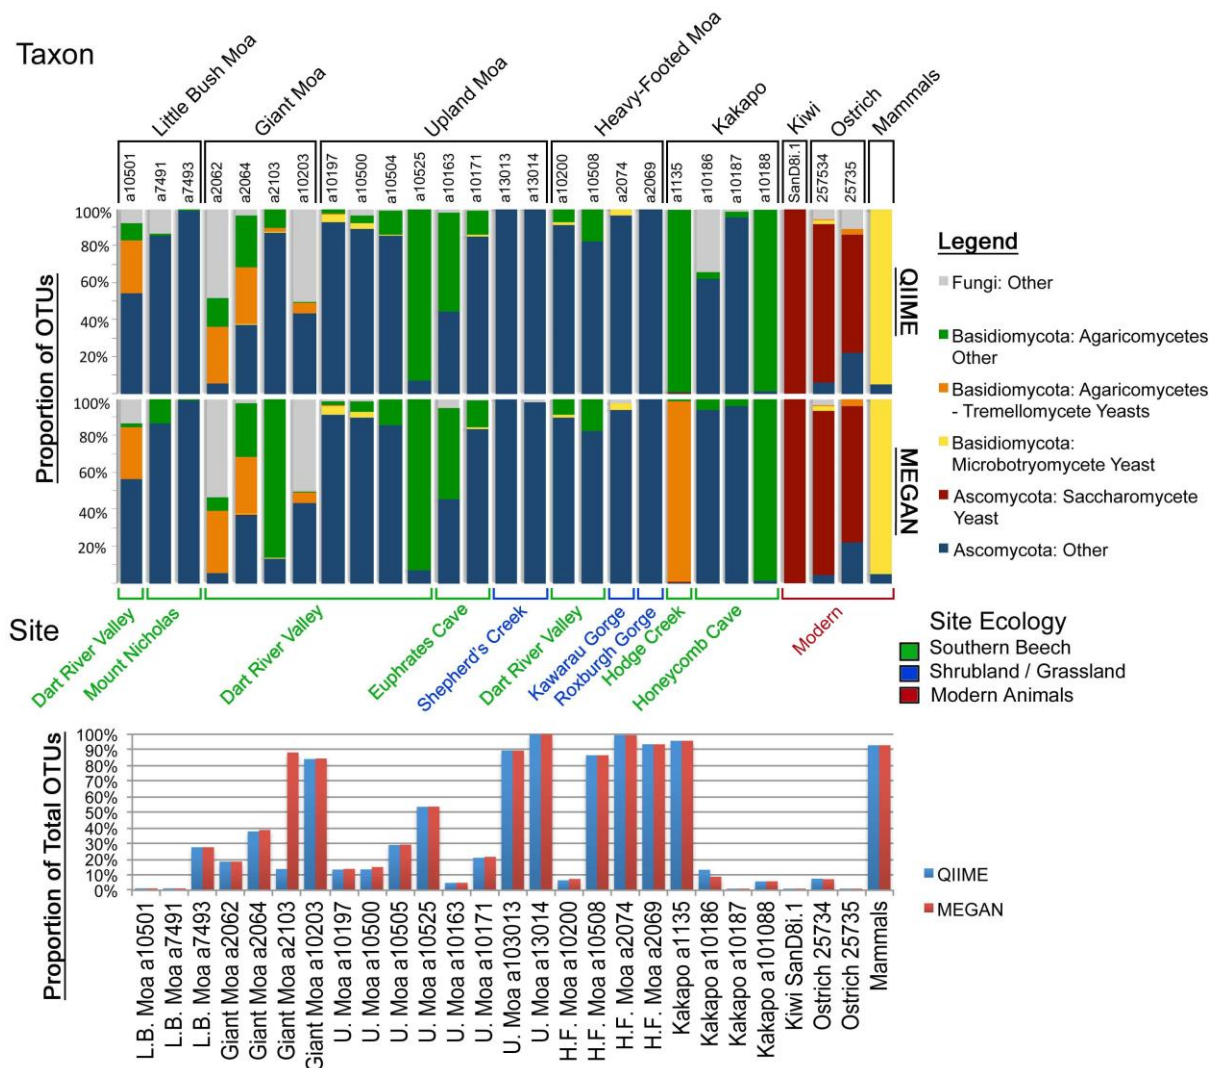 Taxon
Little Bush Moa
Giant Moa
Upland Moa
Heavy-Footed Moa
Kakapo
Kiwi
Ostrich
Mammals
a10501
a7491
a7493
a2062
a2064
a2103
a10203
a10197
a10500
a10504
a10525
a10163
a10171
a13013
a13014
a10200
a10508
a2074
a2069
a1135
a10186
a10187
a10188
SanD8i.1
257534
25735
Proportion of OTUs
100%
80%
60%
40%
20%
QIIME
100%
80%
60%
40%
20%
MEGAN
Legend
Fungi: Other
Basidiomycota: Agaricomycetes
Other
Basidiomycota: Agaricomycetes
- Tremellomycete Yeasts
Basidiomycota:
Microbotryomycete Yeast
Ascomycota: Saccharomycete
Yeast
Ascomycota: Other
Site
Dart River Valley
Mount Nicholas
Dart River Valley
Euphrates Cave
Shepherd's Creek
Dart River Valley
Kawarau Gorge
Roxburgh Gorge
Hodge Creek
Honeycomb Cave
Modern
Site Ecology
Southern Beech
Shrubland / Grassland
Modern Animals
Proportion of Total OTUs
100%
90%
80%
70%
60%
50%
40%
30%
20%
10%
0%
L.B. Moa a10501
L.B. Moa a7491
L.B. Moa a7493
Giant Moa a2062
Giant Moa a2064
Giant Moa a2103
Giant Moa a10203
U. Moa a10197
U. Moa a10500
U. Moa a10505
U. Moa a10525
U. Moa a10163
U. Moa a10171
U. Moa a103013
U. Moa a13014
H.F. Moa a10200
H.F. Moa a10508
H.F. Moa a2074
H.F. Moa a2069
Kakapo a1135
Kakapo a10186
Kakapo a10187
Kakapo a101088
Kiwi SanD8i.1
Ostrich 25734
Ostrich 25735
Mammals
QIIME
MEGAN